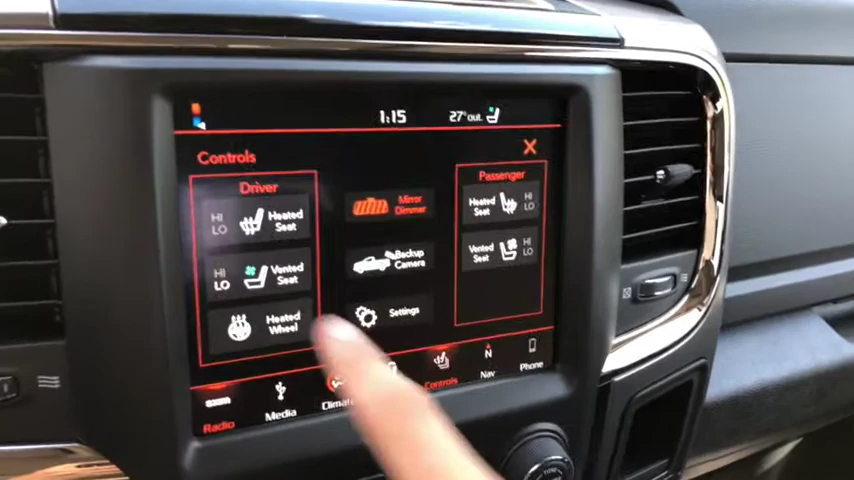 1:15 27°out.
Controls X
Driver
HI
LO
Heated
Seat
HI
LO
Vented
Seat
Heated
Wheel
Mirror
Dimmer
Backup
Camera
Settings
Passenger
Heated
Seat
HI
LO
Vented
Seat
HI
LO
sxm
Radio
Media
Climate
Controls
N
Nav
Phone